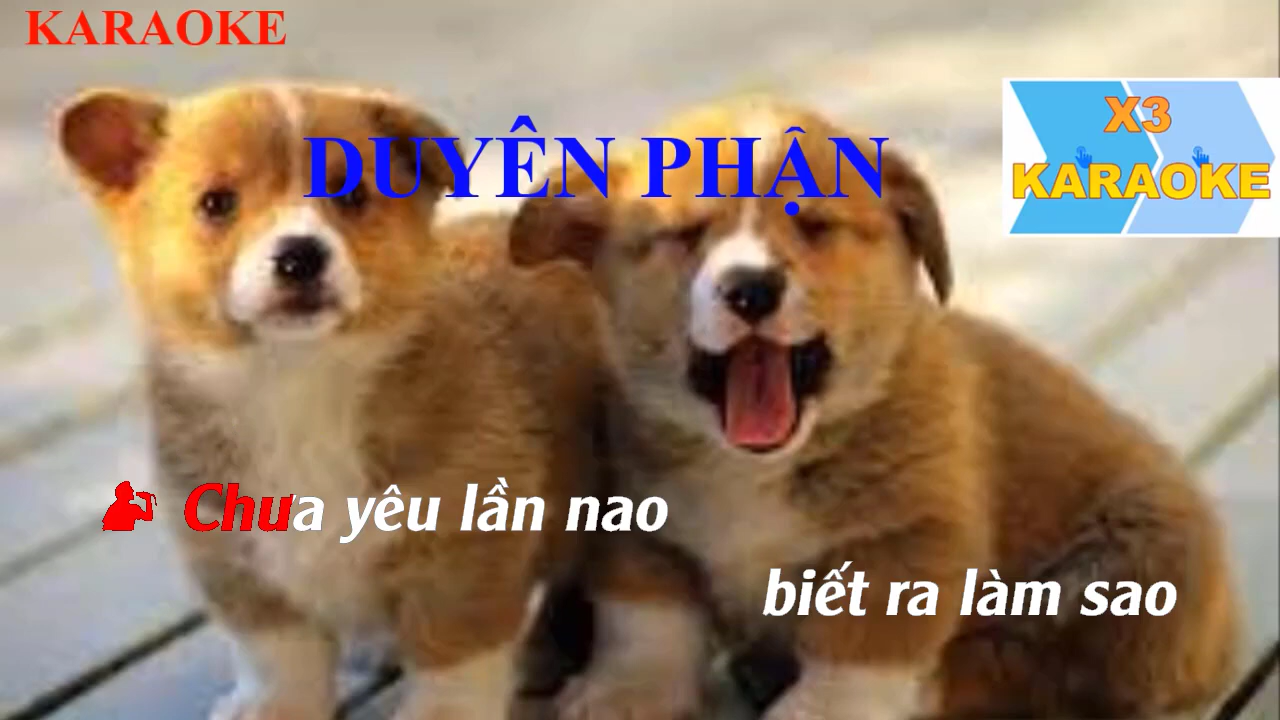 KARAOKE
X3
KARAOKE
DUYÊN PHẬN
Chưa yêu lần nao
biết ra làm sao